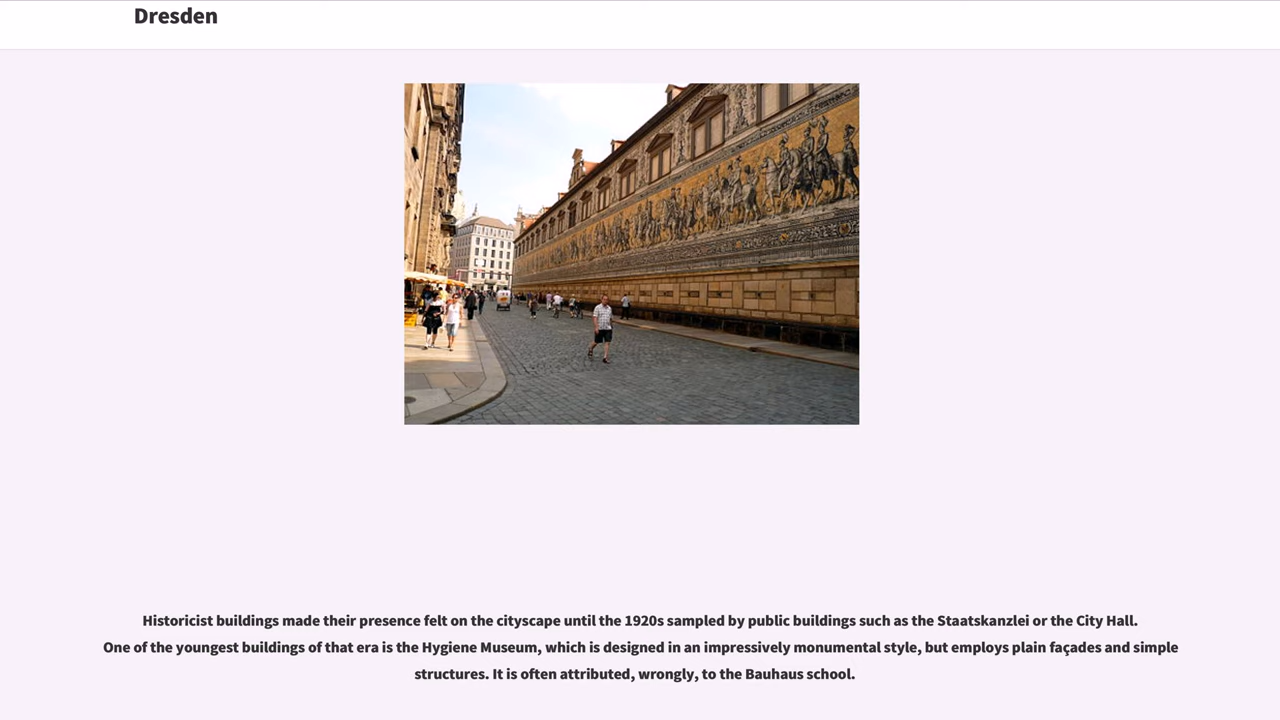 Dresden
Historicist buildings made their presence felt on the cityscape until the 1920s sampled by public buildings such as the Staatskanzlei or the City Hall.
One of the youngest buildings of that era is the Hygiene Museum, which is designed in an impressively monumental style, but employs plain façades and simple
structures. It is often attributed, wrongly, to the Bauhaus school.